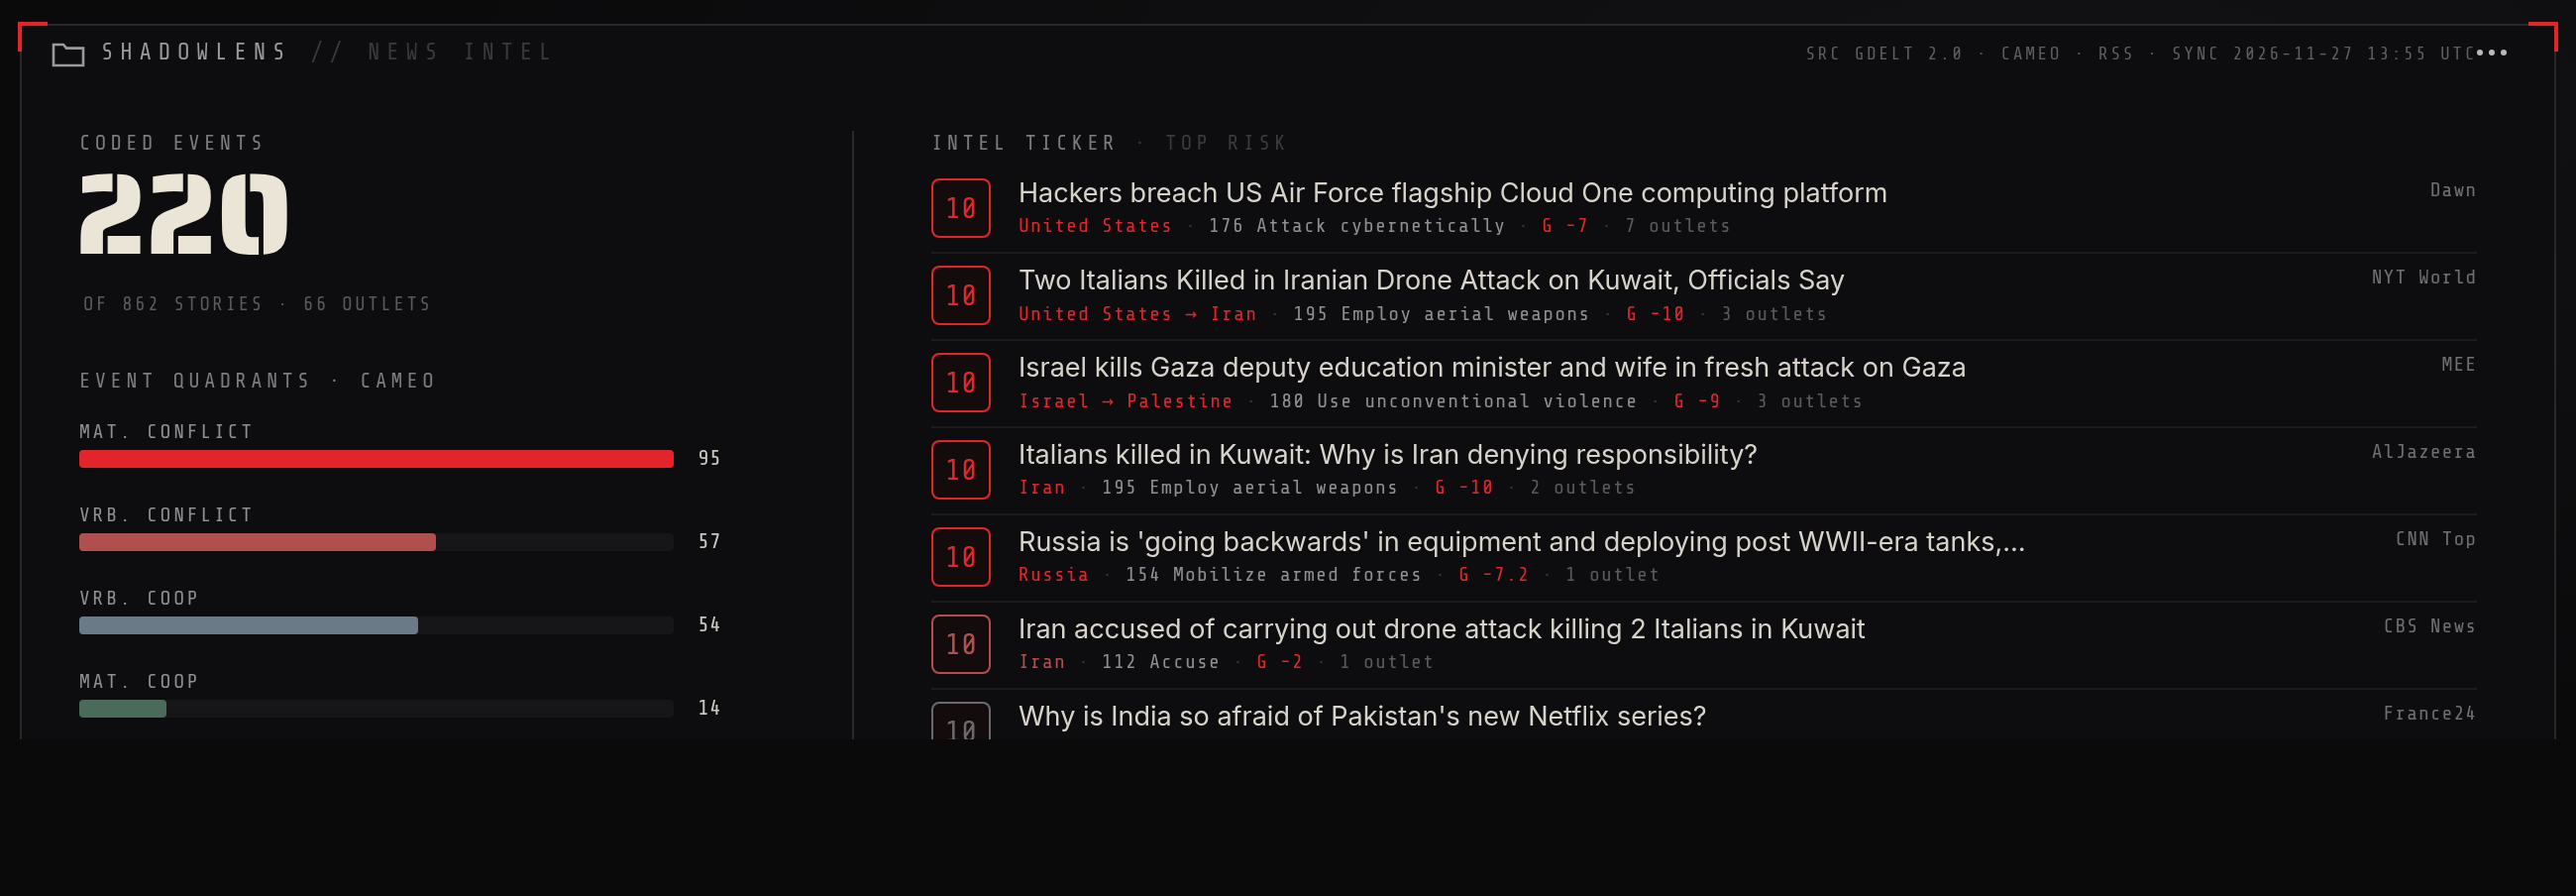 SHADOWLENS // NEWS INTEL
SRC GDELT 2.0 · CAMEO · RSS · SYNC 2026-11-27 13:55 UTC
CODED EVENTS
220
OF 862 STORIES · 66 OUTLETS
EVENT QUADRANTS · CAMEO
MAT. CONFLICT
95
VRB. CONFLICT
57
VRB. COOP
54
MAT. COOP
14
INTEL TICKER · TOP RISK
10
Hackers breach US Air Force flagship Cloud One computing platform
Dawn
United States · 176 Attack cybernetically · G -7 · 7 outlets
10
Two Italians Killed in Iranian Drone Attack on Kuwait, Officials Say
NYT World
United States → Iran · 195 Employ aerial weapons · G -10 · 3 outlets
10
Israel kills Gaza deputy education minister and wife in fresh attack on Gaza
MEE
Israel → Palestine · 180 Use unconventional violence · G -9 · 3 outlets
10
Italians killed in Kuwait: Why is Iran denying responsibility?
AlJazeera
Iran · 195 Employ aerial weapons · G -10 · 2 outlets
10
Russia is 'going backwards' in equipment and deploying post WWII-era tanks,...
CNN Top
Russia · 154 Mobilize armed forces · G -7.2 · 1 outlet
10
Iran accused of carrying out drone attack killing 2 Italians in Kuwait
CBS News
Iran · 112 Accuse · G -2 · 1 outlet
10
Why is India so afraid of Pakistan's new Netflix series?
France24